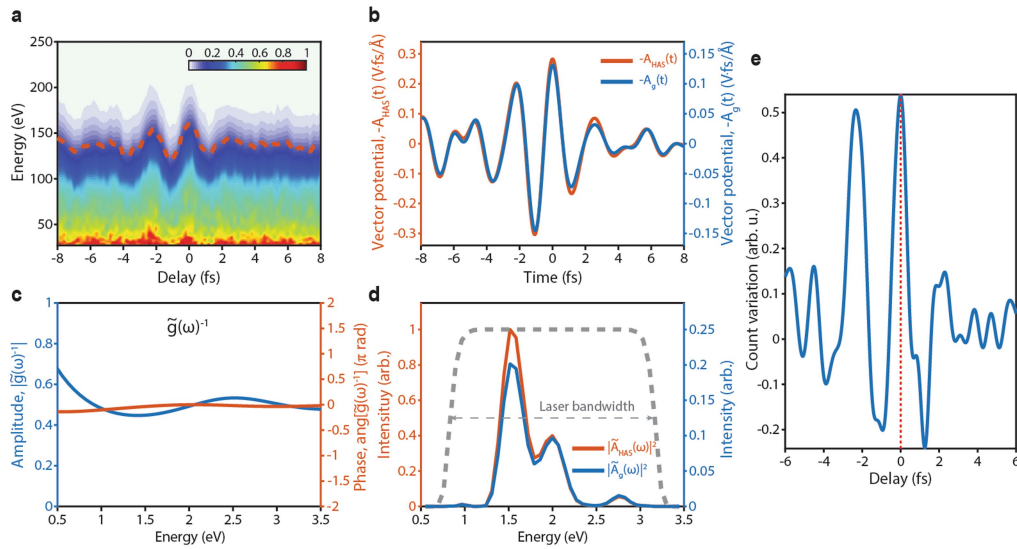 a
250
200
150
100
50
Energy (eV)
0 0.2 0.4 0.6 0.8 1
-8 -6 -4 -2 0 2 4 6 8
Delay (fs)
b
Vector potential, -A_HAS(t) (V·fs/Å)
0.3
0.2
0.1
0
-0.1
-0.2
-0.3
-A_HAS(t)
-A_g(t)
0.15
0.10
0.05
0
0.05
0.10
-0.15
Vector potential, -A_g(t) (V·fs/Å)
-8 -6 -4 -2 0 2 4 6 8
Time (fs)
c
Amplitude, |g̃(ω)⁻¹|
1
0.8
0.6
0.4
0.2
0
g̃(ω)⁻¹
2
1.5
1
0.5
0
-0.5
-1
-1.5
-2
Phase, ang[g̃(ω)⁻¹] (π rad)
0.5 1 1.5 2 2.5 3 3.5
Energy (eV)
d
Intensituy (arb.)
1
0.8
0.6
0.4
0.2
0
Laser bandwidth
|Ã_HAS(ω)|²
|Ã_g(ω)|²
0.25
0.20
0.15
0.10
0.05
0
Intensity (arb.)
0.5 1 1.5 2 2.5 3 3.5
Energy (eV)
e
Count variation (arb. u.)
0.5
0.4
0.5
0.2
0.1
0
-0.1
-0.2
-6 -4 -2 0 2 4 6
Delay (fs)